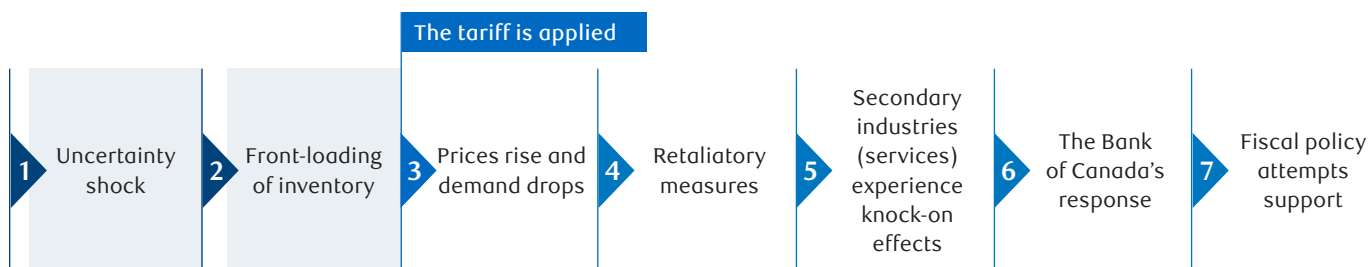 The tariff is applied
1
Uncertainty
shock
2
Front-loading
of inventory
3
Prices rise and
demand drops
4
Retaliatory
measures
5
Secondary
industries
(services)
experience
knock-on
effects
6
The Bank
of Canada’s
response
7
Fiscal policy
attempts
support